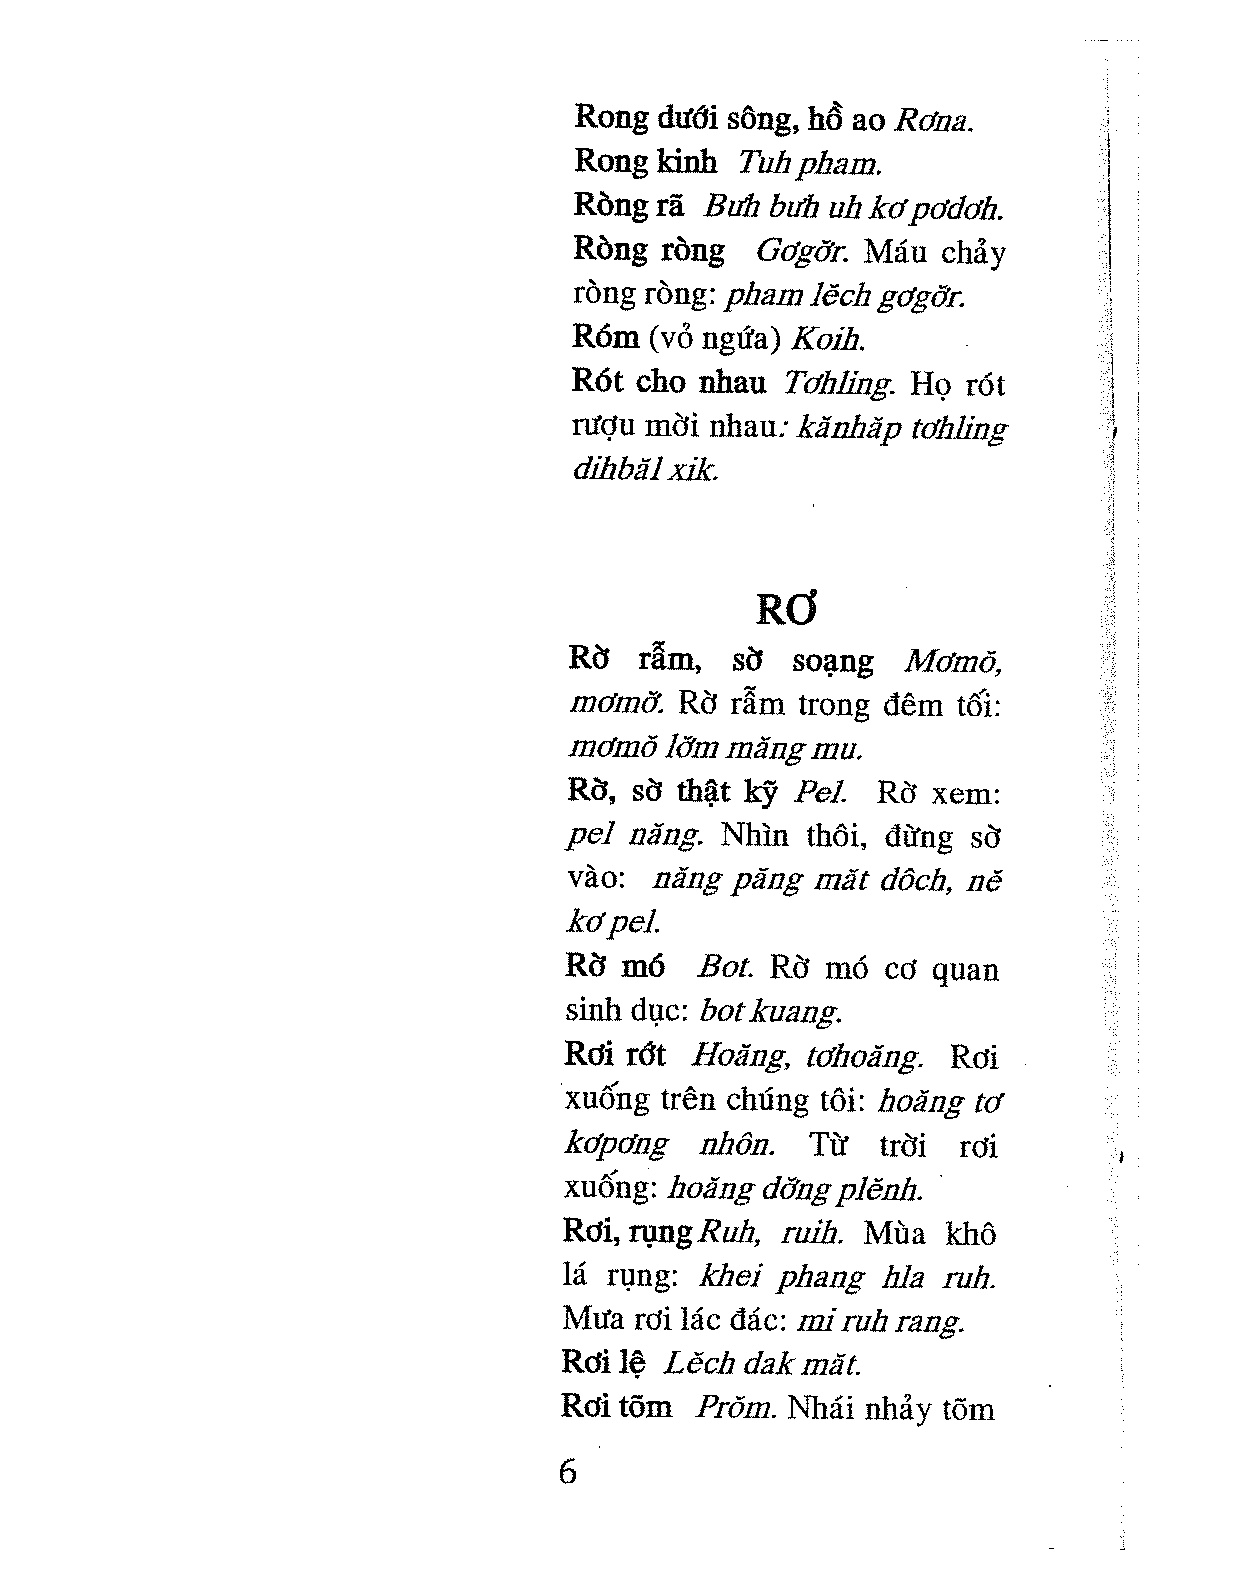 Rong dưới sông, hồ ao Rơna.
Rong kinh Tuh pham.
Ròng rã Bưh bưh uh kơ pơdơh.
Ròng ròng Gơgơ̆r. Máu chảy
ròng ròng: pham lĕch gơgơ̆r.
Róm (vỏ ngứa) Koih.
Rót cho nhau Tơhling. Họ rót
rượu mời nhau: kănhăp tơhling
dihbăl xik.
RƠ
Rờ rẫm, sờ soạng Mơmŏ,
mơmơ̆. Rờ rẫm trong đêm tối:
mơmŏ lơ̆m măng mu.
Rờ, sờ thật kỹ Pel. Rờ xem:
pel năng. Nhìn thôi, đừng sờ
vào: năng păng măt dôch, nĕ
kơ pel.
Rờ mó Bot. Rờ mó cơ quan
sinh dục: bot kuang.
Rơi rớt Hoăng, tơhoăng. Rơi
xuống trên chúng tôi: hoăng tơ
kơpơng nhôn. Từ trời rơi
xuống: hoăng dơ̆ng plĕnh.
Rơi, rụng Ruh, ruih. Mùa khô
lá rụng: khei phang hla ruh.
Mưa rơi lác đác: mi ruh rang.
Rơi lệ Lĕch dak măt.
Rơi tõm Prŏm. Nhái nhảy tõm
6